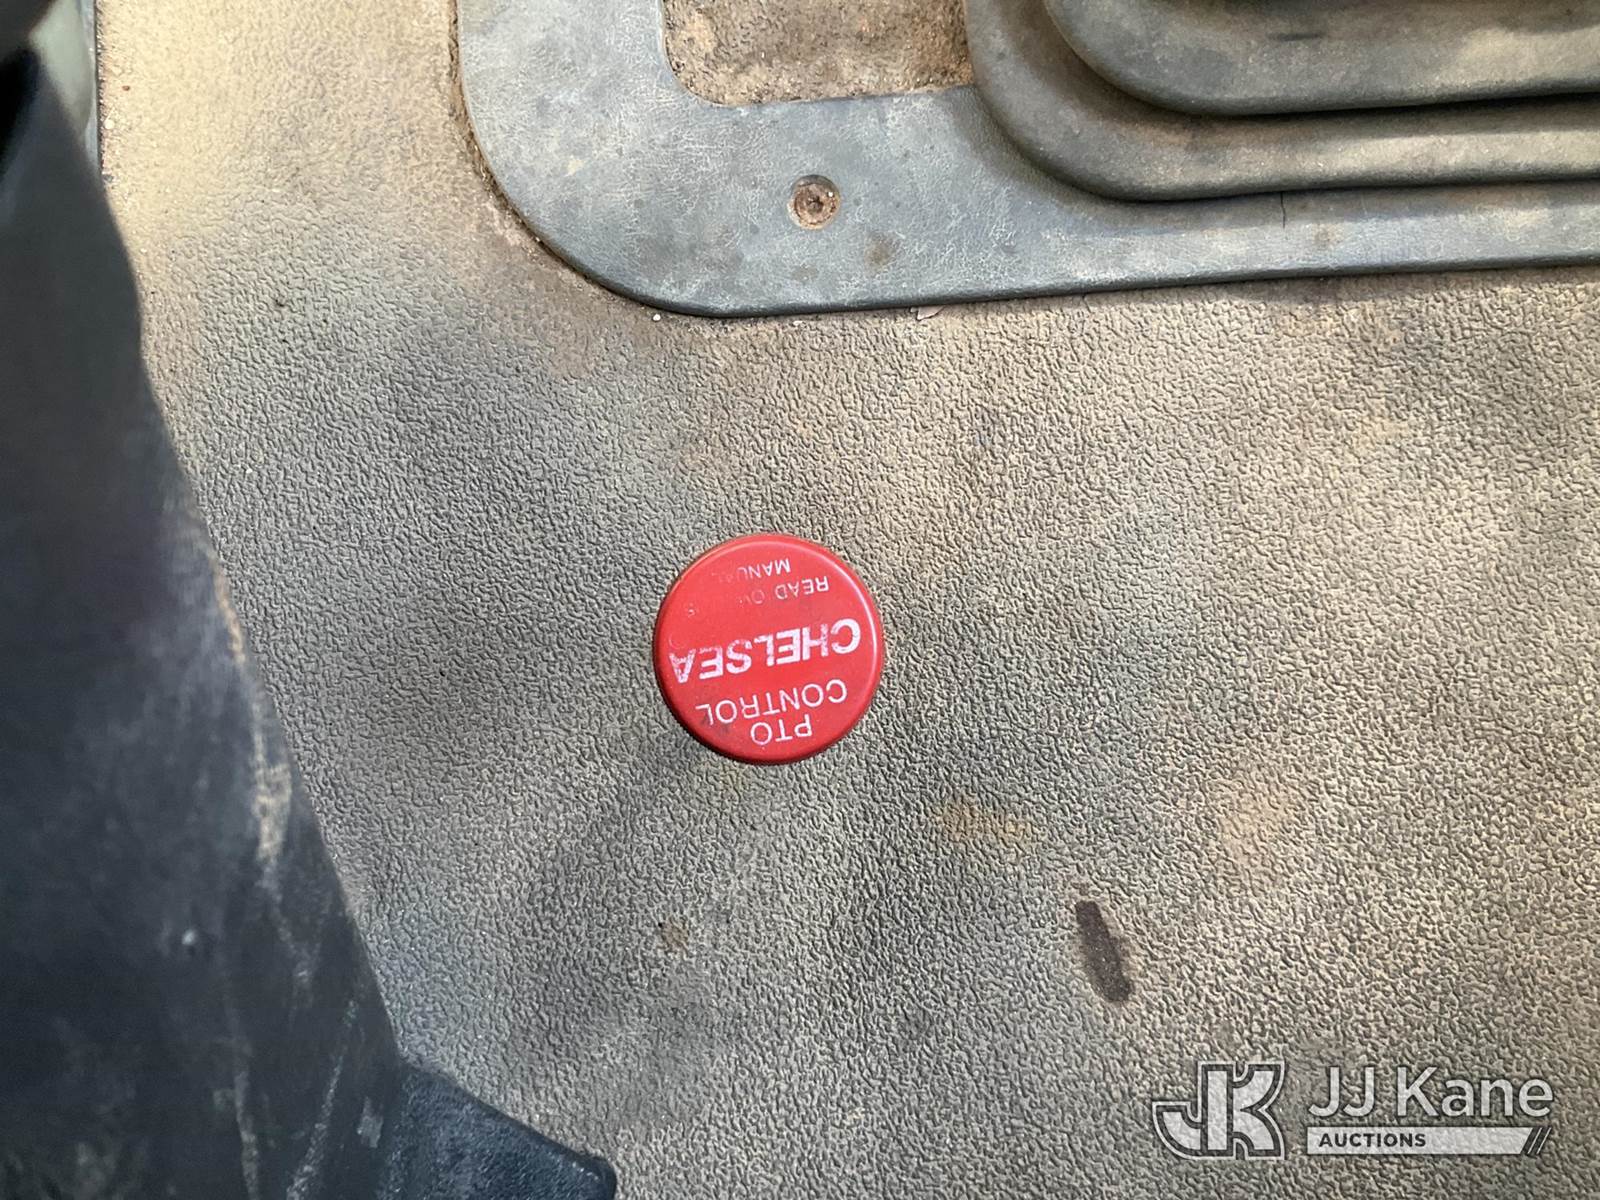 PTO
CONTROL
CHELSEA
READ
MANUAL
JJ Kane
AUCTIONS